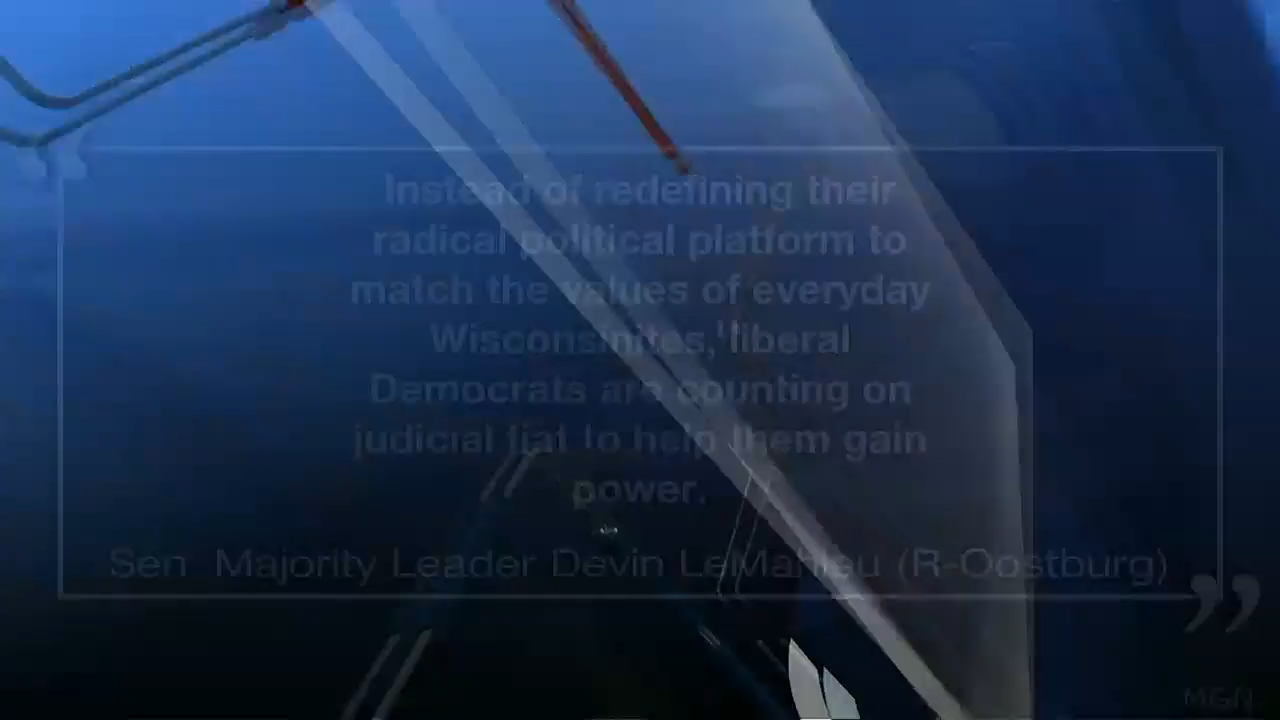 Instead of redefining their
radical political platform to
match the values of everyday
Wisconsinites, liberal
Democrats are counting on
judicial fiat to help them gain
power.
Sen Majority Leader Devin LeMahieu (R-Oostburg)
”
MGN